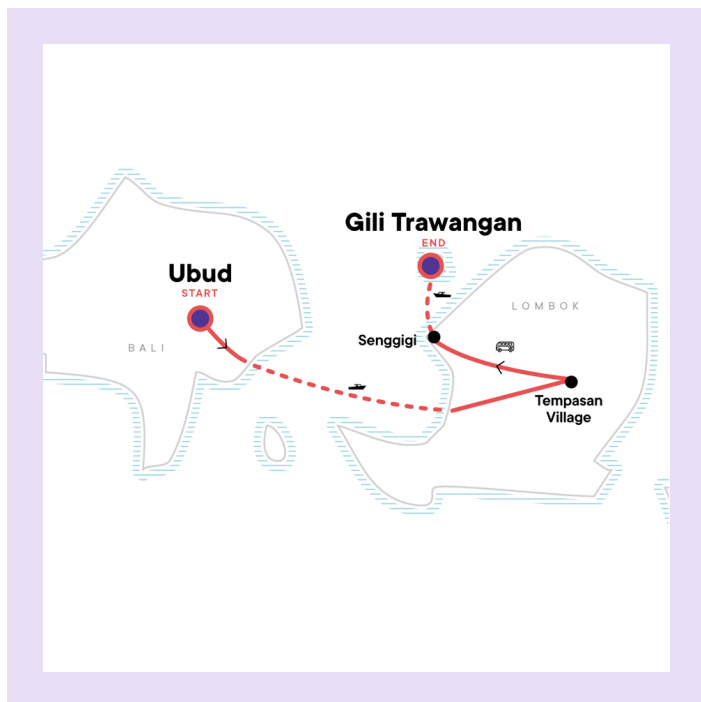 Gili Trawangan
END
Ubud
START
LOMBOK
Senggigi
BALI
Tempasan
Village